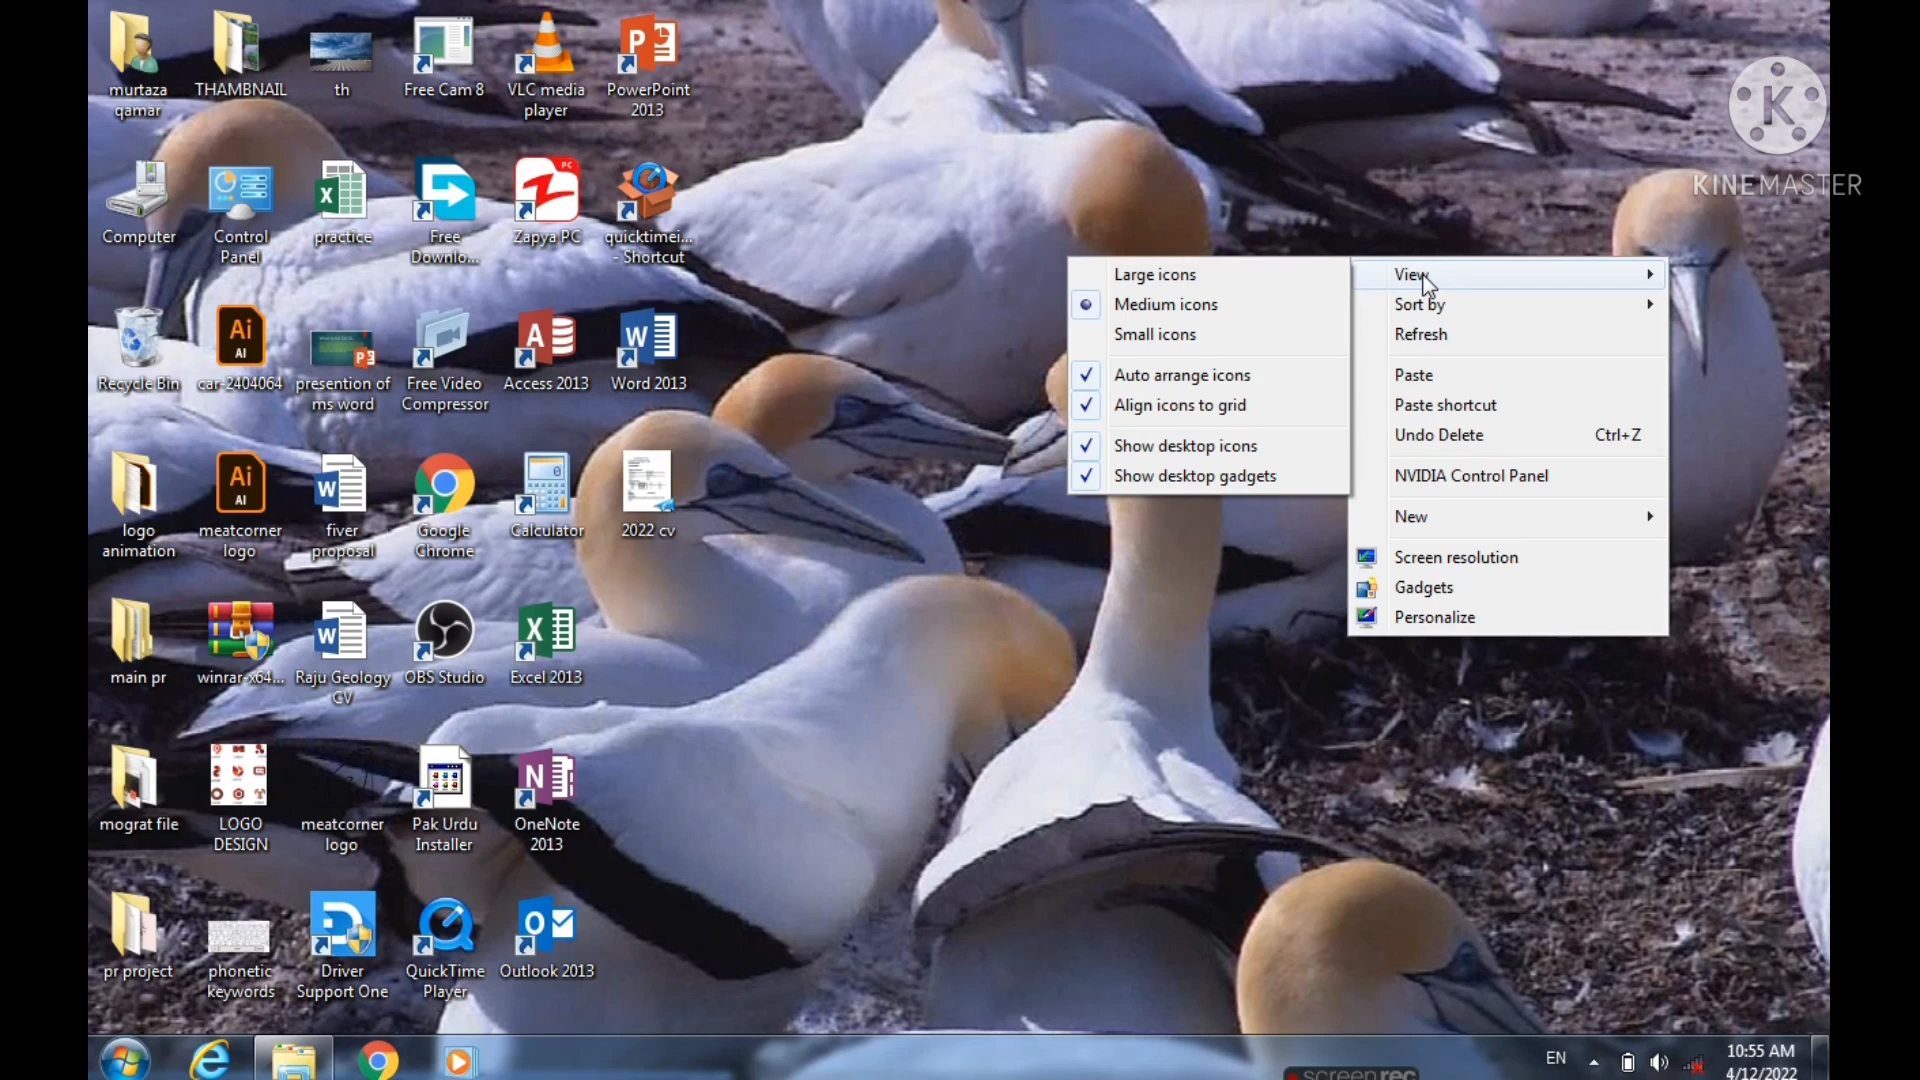 murtaza
qamar
THAMBNAIL
th
Free Cam 8
VLC media
player
PowerPoint
2013
Computer
Control
Panel
practice
Free
Downlo...
Zapya PC
quicktimei...
- Shortcut
Recycle Bin
Ai
AI
car-2404064
presention of
ms word
Free Video
Compressor
Access 2013
Word 2013
logo
animation
Ai
AI
meatcorner
logo
fiver
proposal
Google
Chrome
Calculator
2022 cv
main pr
winrar-x64...
Raju Geology
CV
OBS Studio
Excel 2013
mograt file
LOGO
DESIGN
meatcorner
logo
Pak Urdu
Installer
OneNote
2013
pr project
phonetic
keywords
Driver
Support One
QuickTime
Player
Outlook 2013
K
KINEMASTER
Large icons
Medium icons
Small icons
Auto arrange icons
Align icons to grid
Show desktop icons
Show desktop gadgets
View
Sort by
Refresh
Paste
Paste shortcut
Undo Delete Ctrl+Z
NVIDIA Control Panel
New
Screen resolution
Gadgets
Personalize
screenrec
EN
10:55 AM
4/12/2022